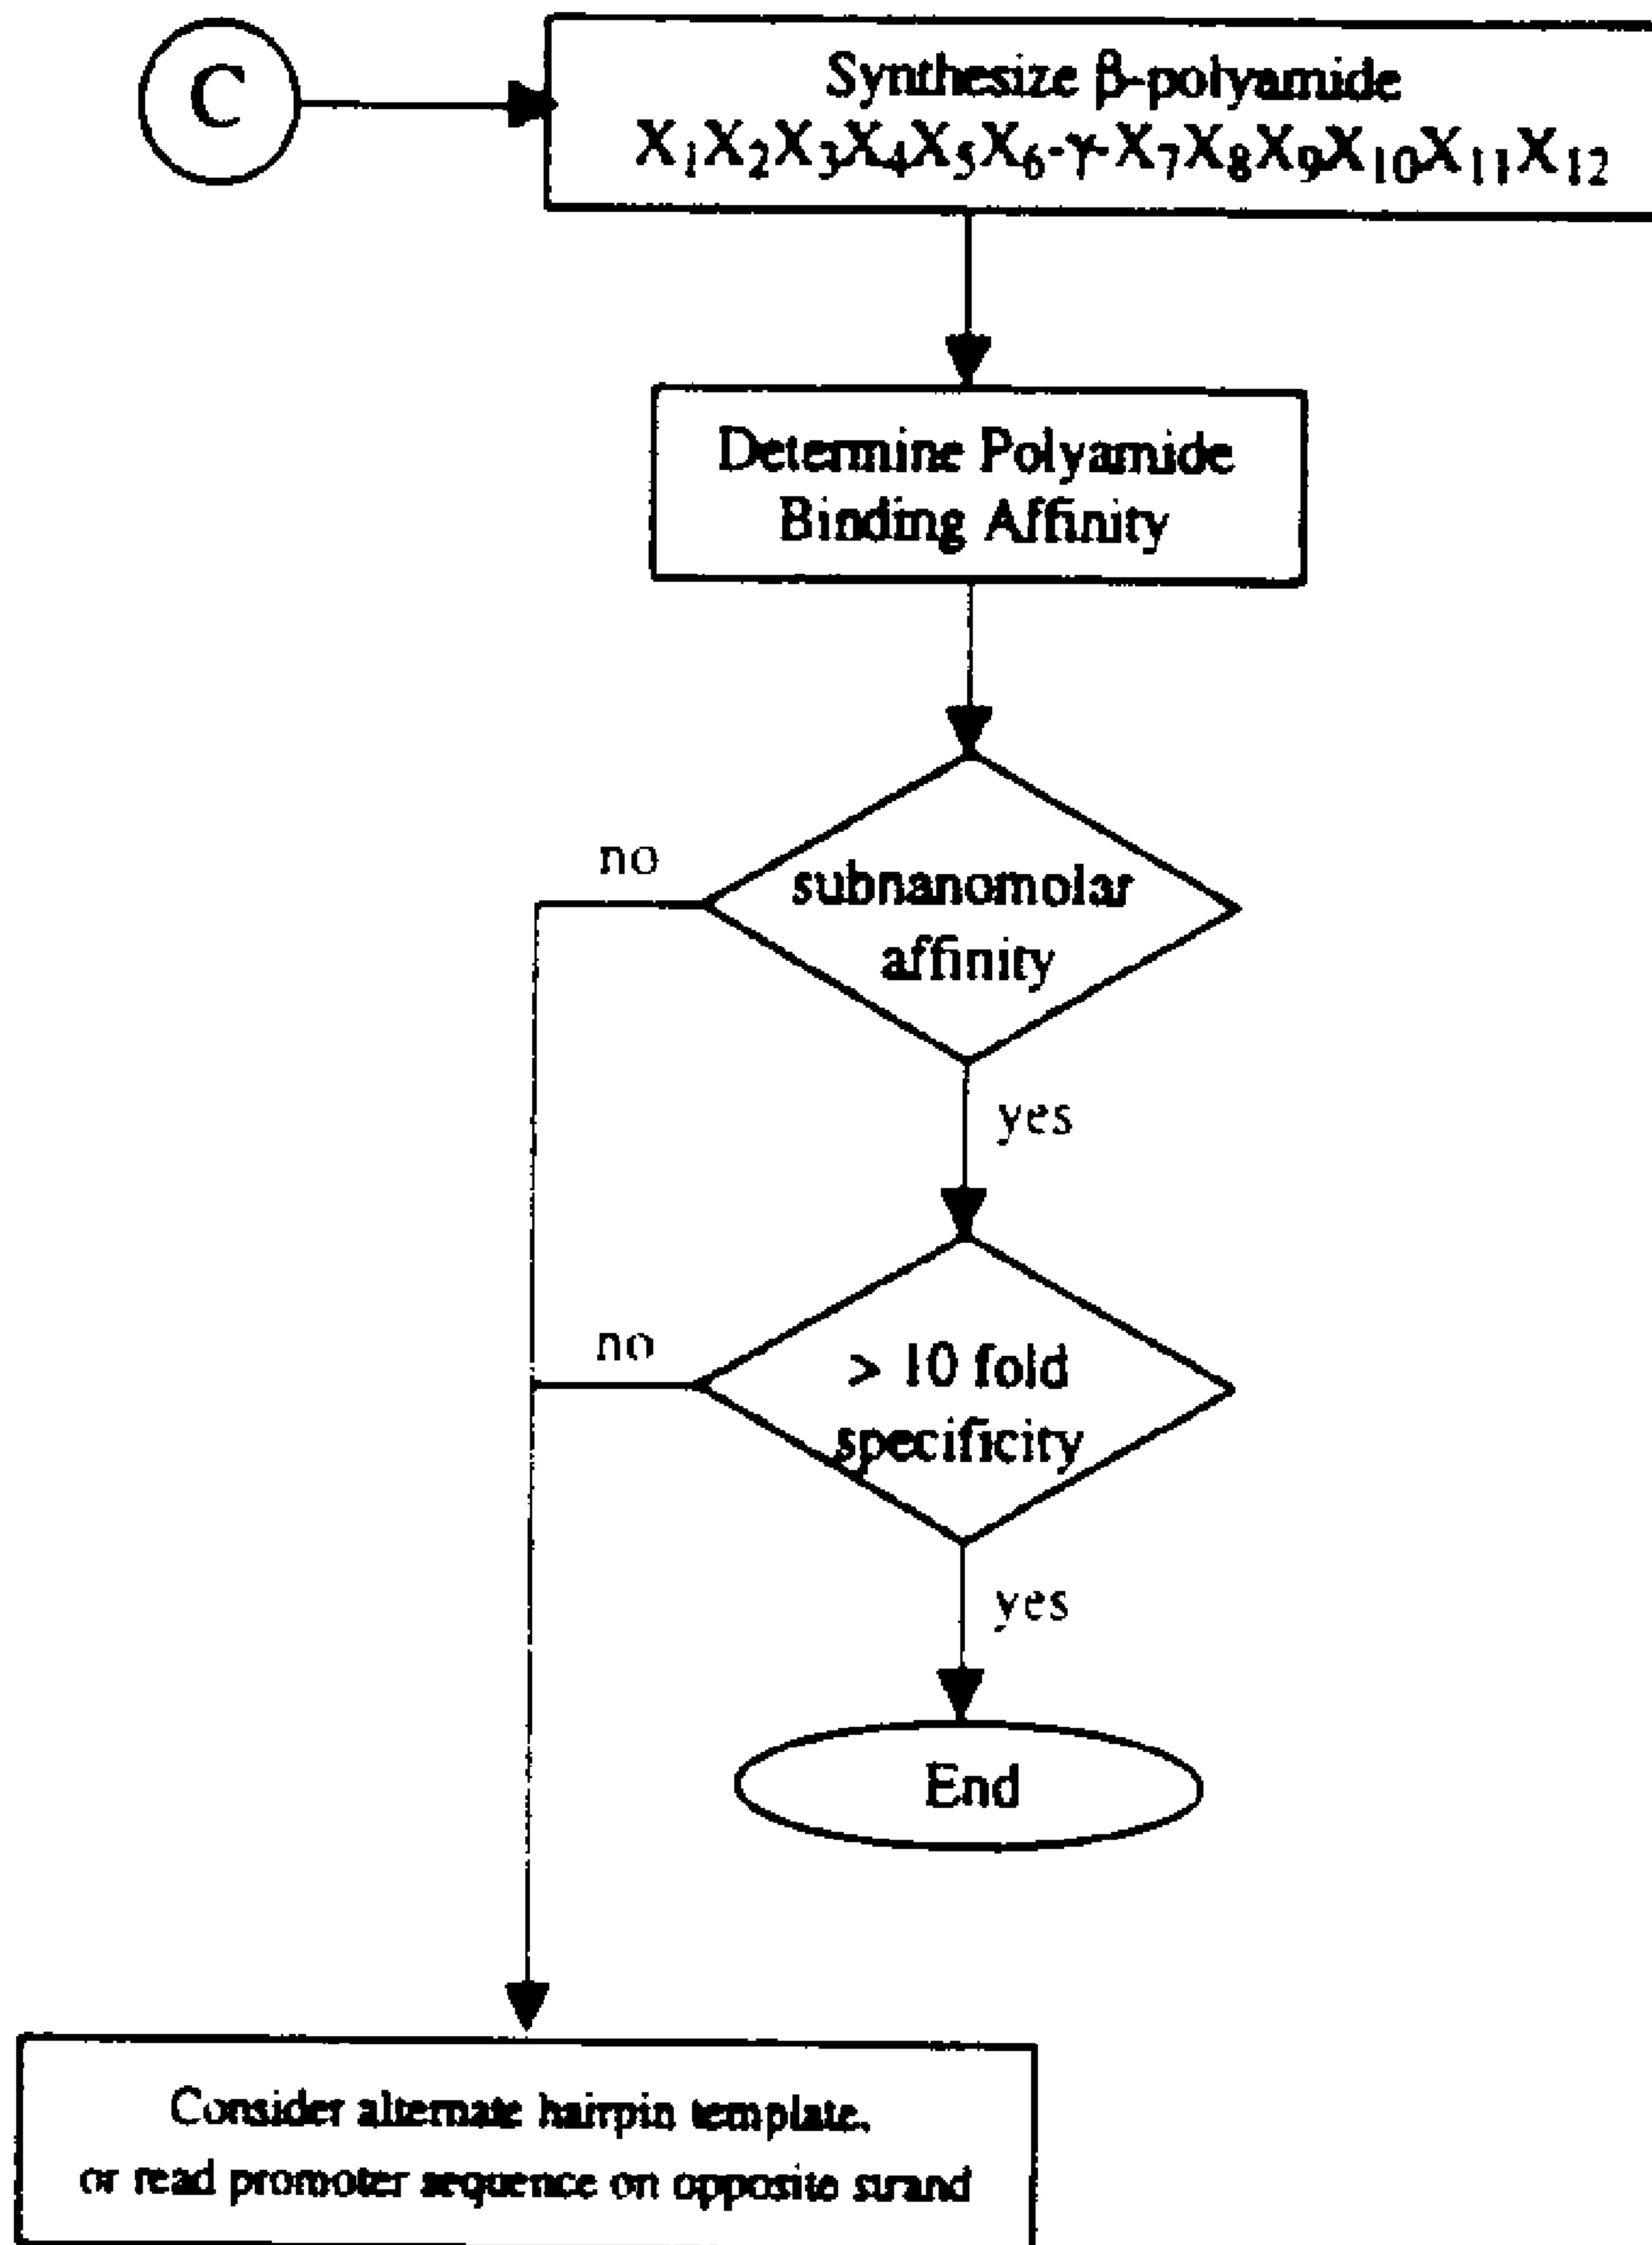 C
Synthesize β-polyamide
X₁X₂X₃X₄X₅X₆-γ-X₇X₈X₉X₁₀X₁₁X₁₂
Determine Polyamide
Binding Affinity
no
subnanomolar
affinity
yes
no
> 10 fold
specificity
yes
End
Consider alternate hairpin template,
or read promoter sequence on opposite strand